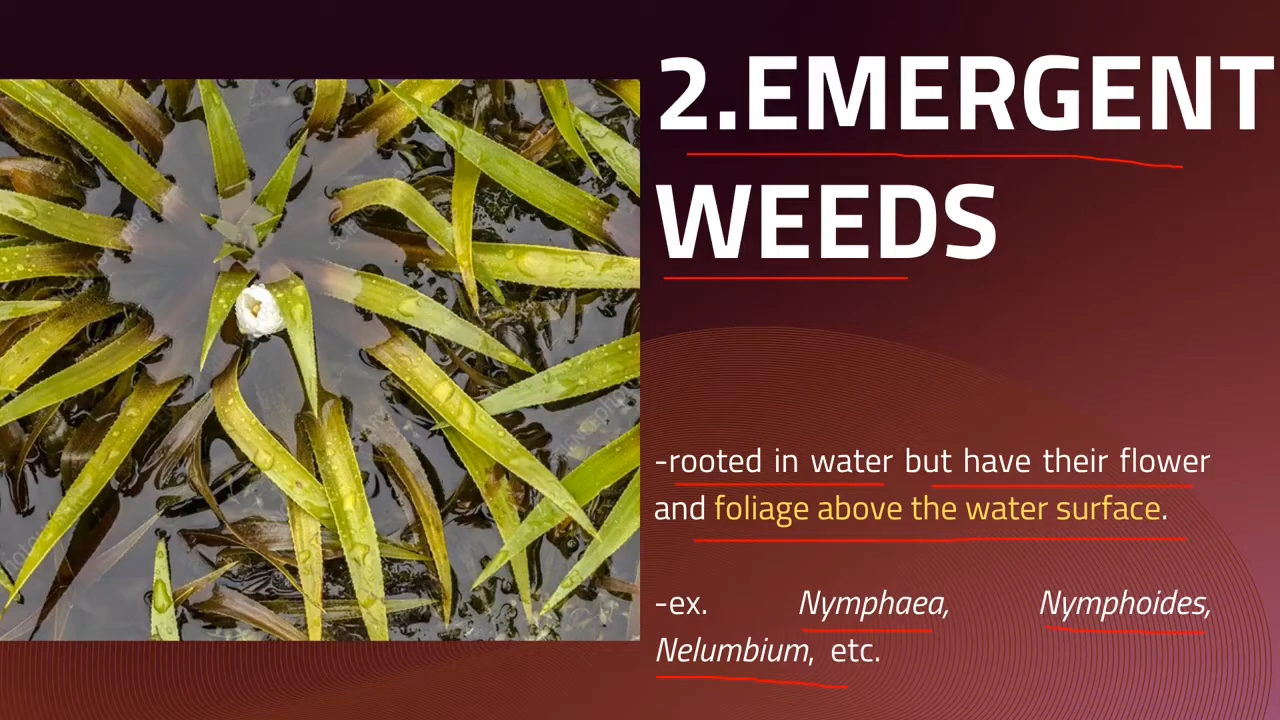 2.EMERGENT
WEEDS
-rooted in water but have their flower
and foliage above the water surface.
-ex. Nymphaea, Nymphoides,
Nelumbium, etc.